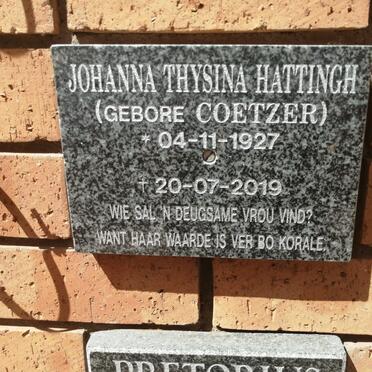 JOHANNA THYSINA HATTINGH
(GEBORE COETZER)
* 04-11-1927
† 20-07-2019
WIE SAL 'N DEUGSAME VROU VIND?
WANT HAAR WAARDE IS VER BO KORALE.
PRETORIUS